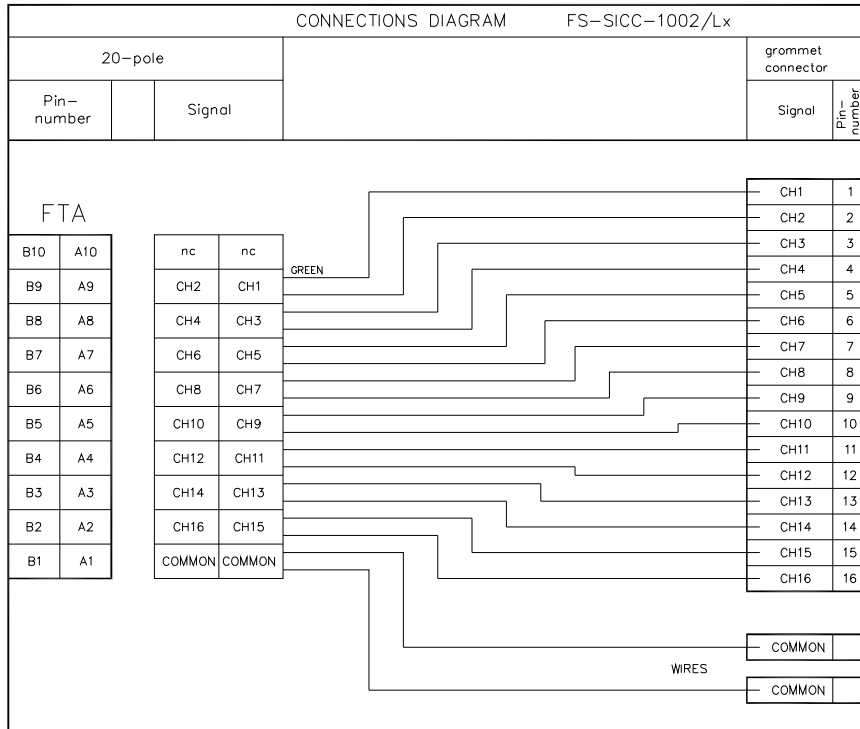 CONNECTIONS DIAGRAM FS-SICC-1002/Lx
20-pole
grommet
connector
Pin-
number
Signal
Signal
Pin-
number
FTA
B10 A10 nc nc
B9 A9 CH2 CH1
B8 A8 CH4 CH3
B7 A7 CH6 CH5
B6 A6 CH8 CH7
B5 A5 CH10 CH9
B4 A4 CH12 CH11
B3 A3 CH14 CH13
B2 A2 CH16 CH15
B1 A1 COMMON COMMON
GREEN
CH1 1
CH2 2
CH3 3
CH4 4
CH5 5
CH6 6
CH7 7
CH8 8
CH9 9
CH10 10
CH11 11
CH12 12
CH13 13
CH14 14
CH15 15
CH16 16
COMMON
WIRES
COMMON